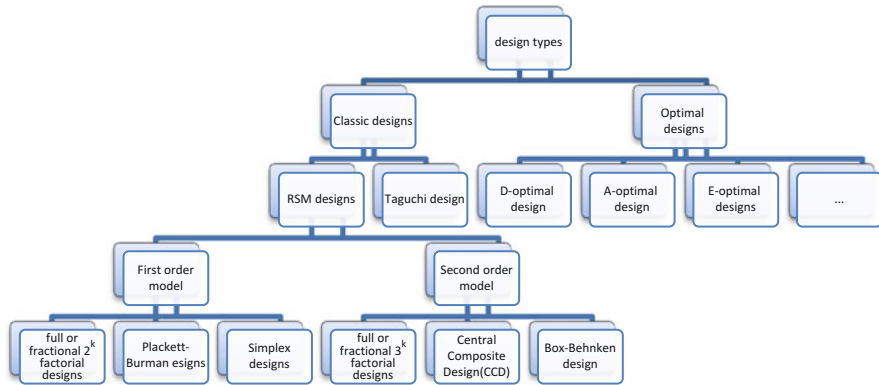 design types
Classic designs
Optimal
designs
RSM designs
Taguchi design
D-optimal
design
A-optimal
design
E-optimal
designs
...
First order
model
Second order
model
full or
fractional 2^k
factorial
designs
Plackett-
Burman esigns
Simplex
designs
full or
fractional 3^k
factorial
designs
Central
Composite
Design(CCD)
Box-Behnken
design